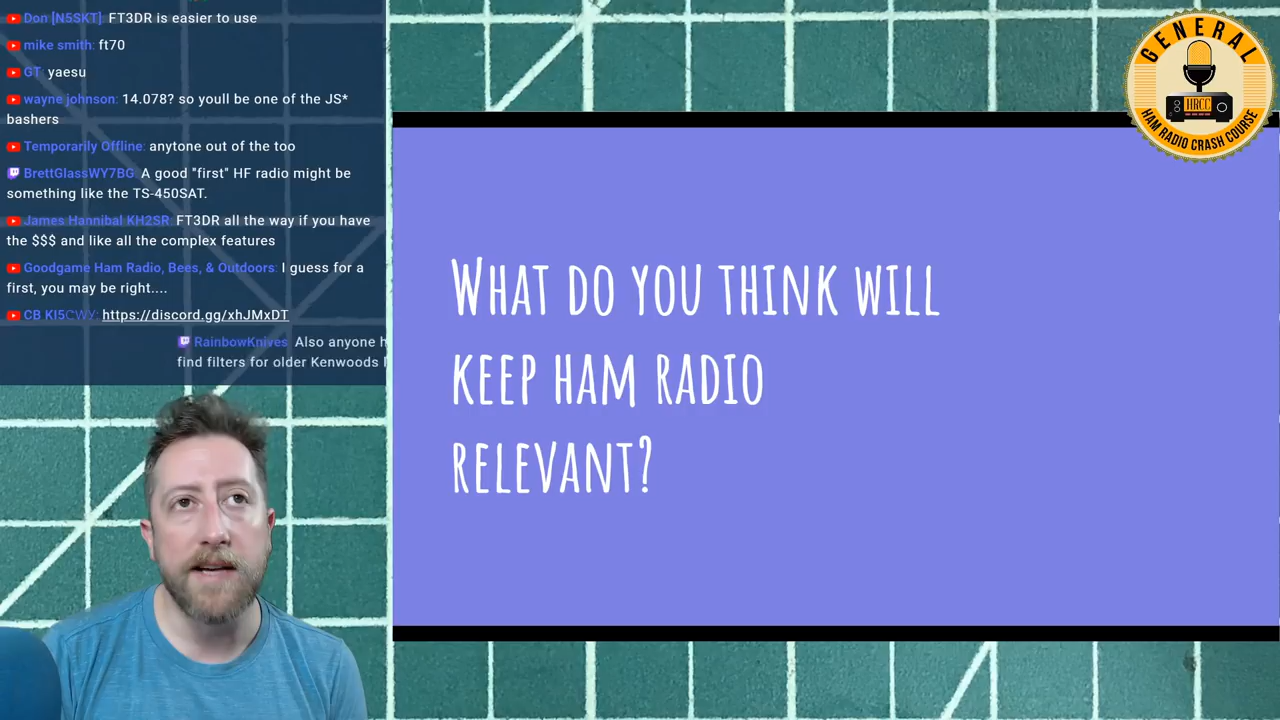 Don [N5SKT]: FT3DR is easier to use
mike smith: ft70
GT: yaesu
wayne johnson: 14.078? so youll be one of the JS*
bashers
Temporarily Offline: anytone out of the too
BrettGlassWY7BG: A good "first" HF radio might be
something like the TS-450SAT.
James Hannibal KH2SR: FT3DR all the way if you have
the $$$ and like all the complex features
Goodgame Ham Radio, Bees, & Outdoors: I guess for a
first, you may be right....
CB KI5CWY: https://discord.gg/xhJMxDT
RainbowKnives: Also anyone
find filters for older Kenwoods
GENERAL
HRCC
HAM RADIO CRASH COURSE
WHAT DO YOU THINK WILL
KEEP HAM RADIO
RELEVANT?